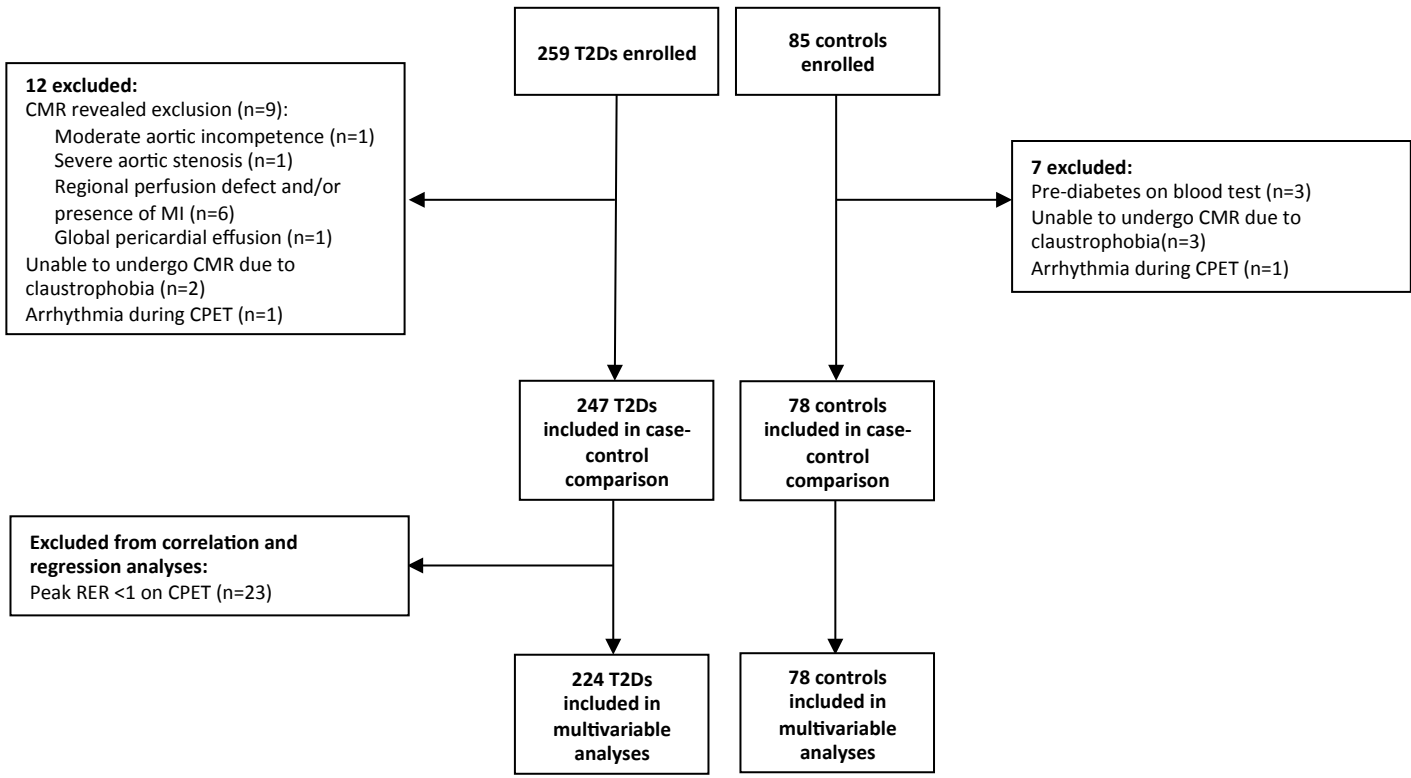 259 T2Ds enrolled
85 controls
enrolled
12 excluded:
CMR revealed exclusion (n=9):
Moderate aortic incompetence (n=1)
Severe aortic stenosis (n=1)
Regional perfusion defect and/or
presence of MI (n=6)
Global pericardial effusion (n=1)
Unable to undergo CMR due to
claustrophobia (n=2)
Arrhythmia during CPET (n=1)
7 excluded:
Pre-diabetes on blood test (n=3)
Unable to undergo CMR due to
claustrophobia(n=3)
Arrhythmia during CPET (n=1)
247 T2Ds
included in case-
control
comparison
78 controls
included in case-
control
comparison
Excluded from correlation and
regression analyses:
Peak RER <1 on CPET (n=23)
224 T2Ds
included in
multivariable
analyses
78 controls
included in
multivariable
analyses